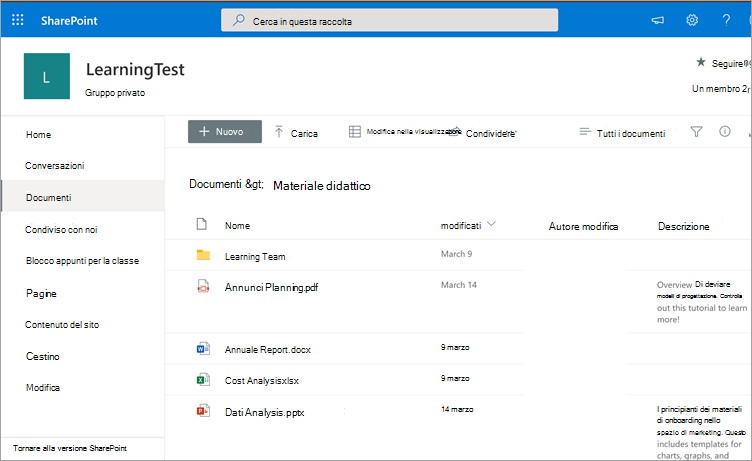 SharePoint
Cerca in questa raccolta
?
L
LearningTest
Gruppo privato
Seguire
Un membro 2
Home
Conversazioni
Documenti
Condiviso con noi
Blocco appunti per la classe
Pagine
Contenuto del sito
Cestino
Modifica
Tornare alla versione SharePoint
+ Nuovo
Carica
Modifica nella visualizzazione
Condividere'
Tutti i documenti
Documenti &gt; Materiale didattico
Nome
modificati
Autore modifica
Descrizione
Learning Team
March 9
Annunci Planning.pdf
March 14
Overview Di deviare
modelli di progettazione. Controlla
out this tutorial to learn
more!
Annuale Report.docx
9 marzo
Cost Analysisxlsx
9 marzo
Dati Analysis.pptx
14 marzo
I principianti dei materiali
di onboarding nello
spazio di marketing. Questo
includes templates for
charts, graphs, and